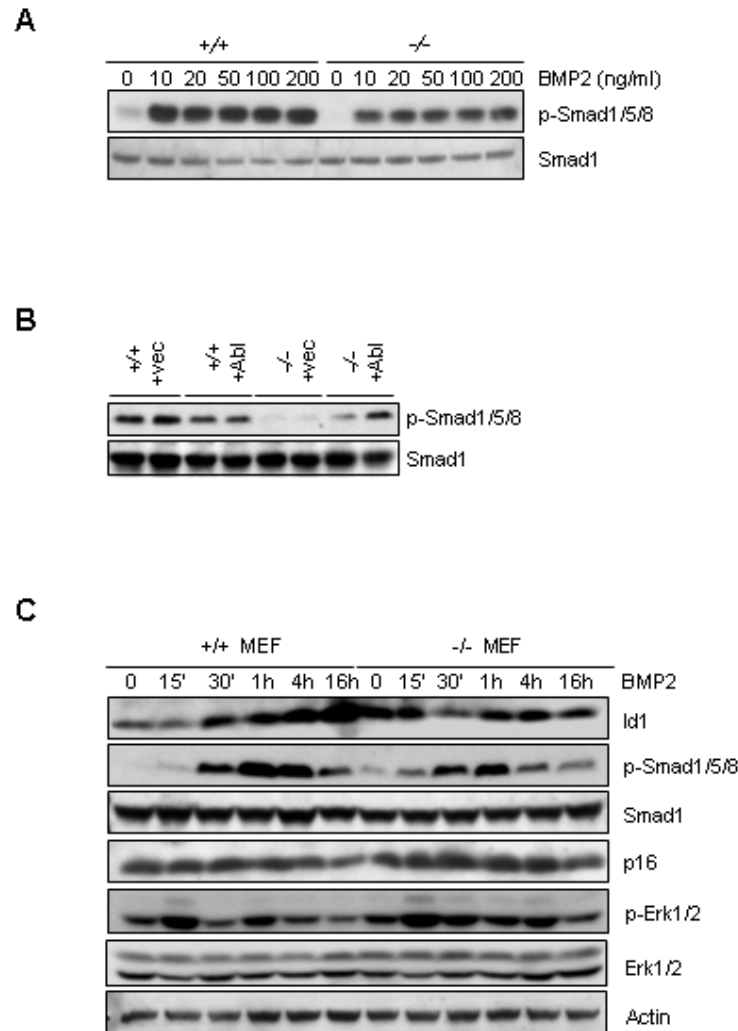 A
+/+ -/-
0 10 20 50 100 200 0 10 20 50 100 200 BMP2 (ng/ml)
p-Smad1/5/8
Smad1
B
+/+ +vec +/+ +Abl -/- +vec -/- +Abl
p-Smad1/5/8
Smad1
C
+/+ MEF -/- MEF
0 15' 30' 1h 4h 16h 0 15' 30' 1h 4h 16h BMP2
Id1
p-Smad1/5/8
Smad1
p16
p-Erk1/2
Erk1/2
Actin